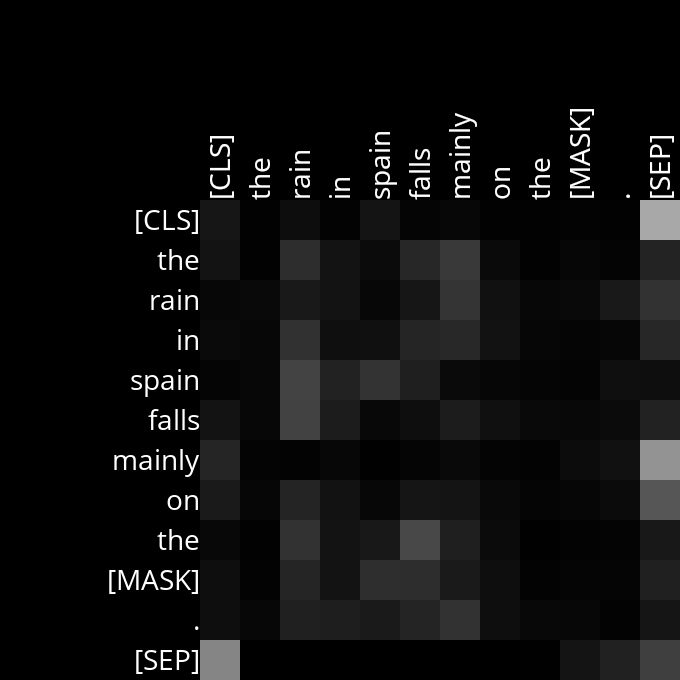 [CLS] the rain in spain falls mainly on the [MASK] . [SEP]
[CLS]
the
rain
in
spain
falls
mainly
on
the
[MASK]
.
[SEP]